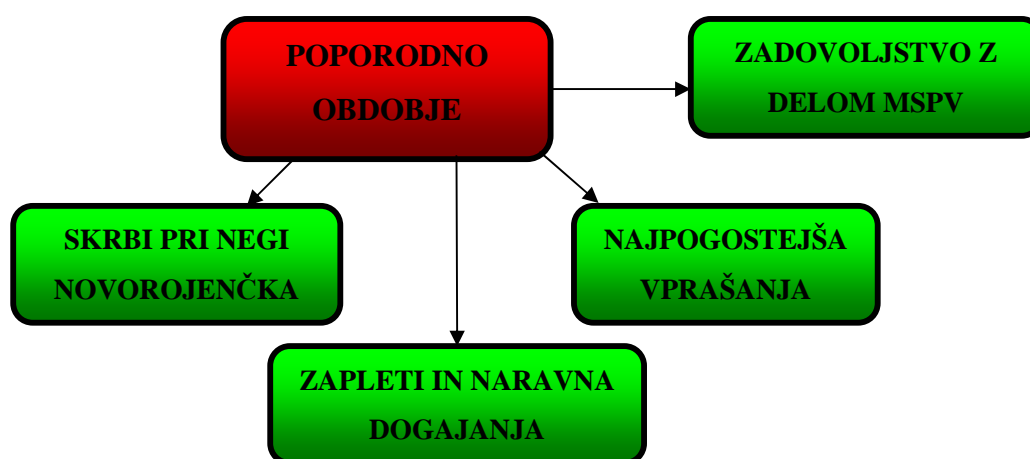 POPORODNO
OBDOBJE
ZADOVOLJSTVO Z
DELOM MSPV
SKRBI PRI NEGI
NOVOROJENČKA
NAJPOGOSTEJŠA
VPRAŠANJA
ZAPLETI IN NARAVNA
DOGAJANJA